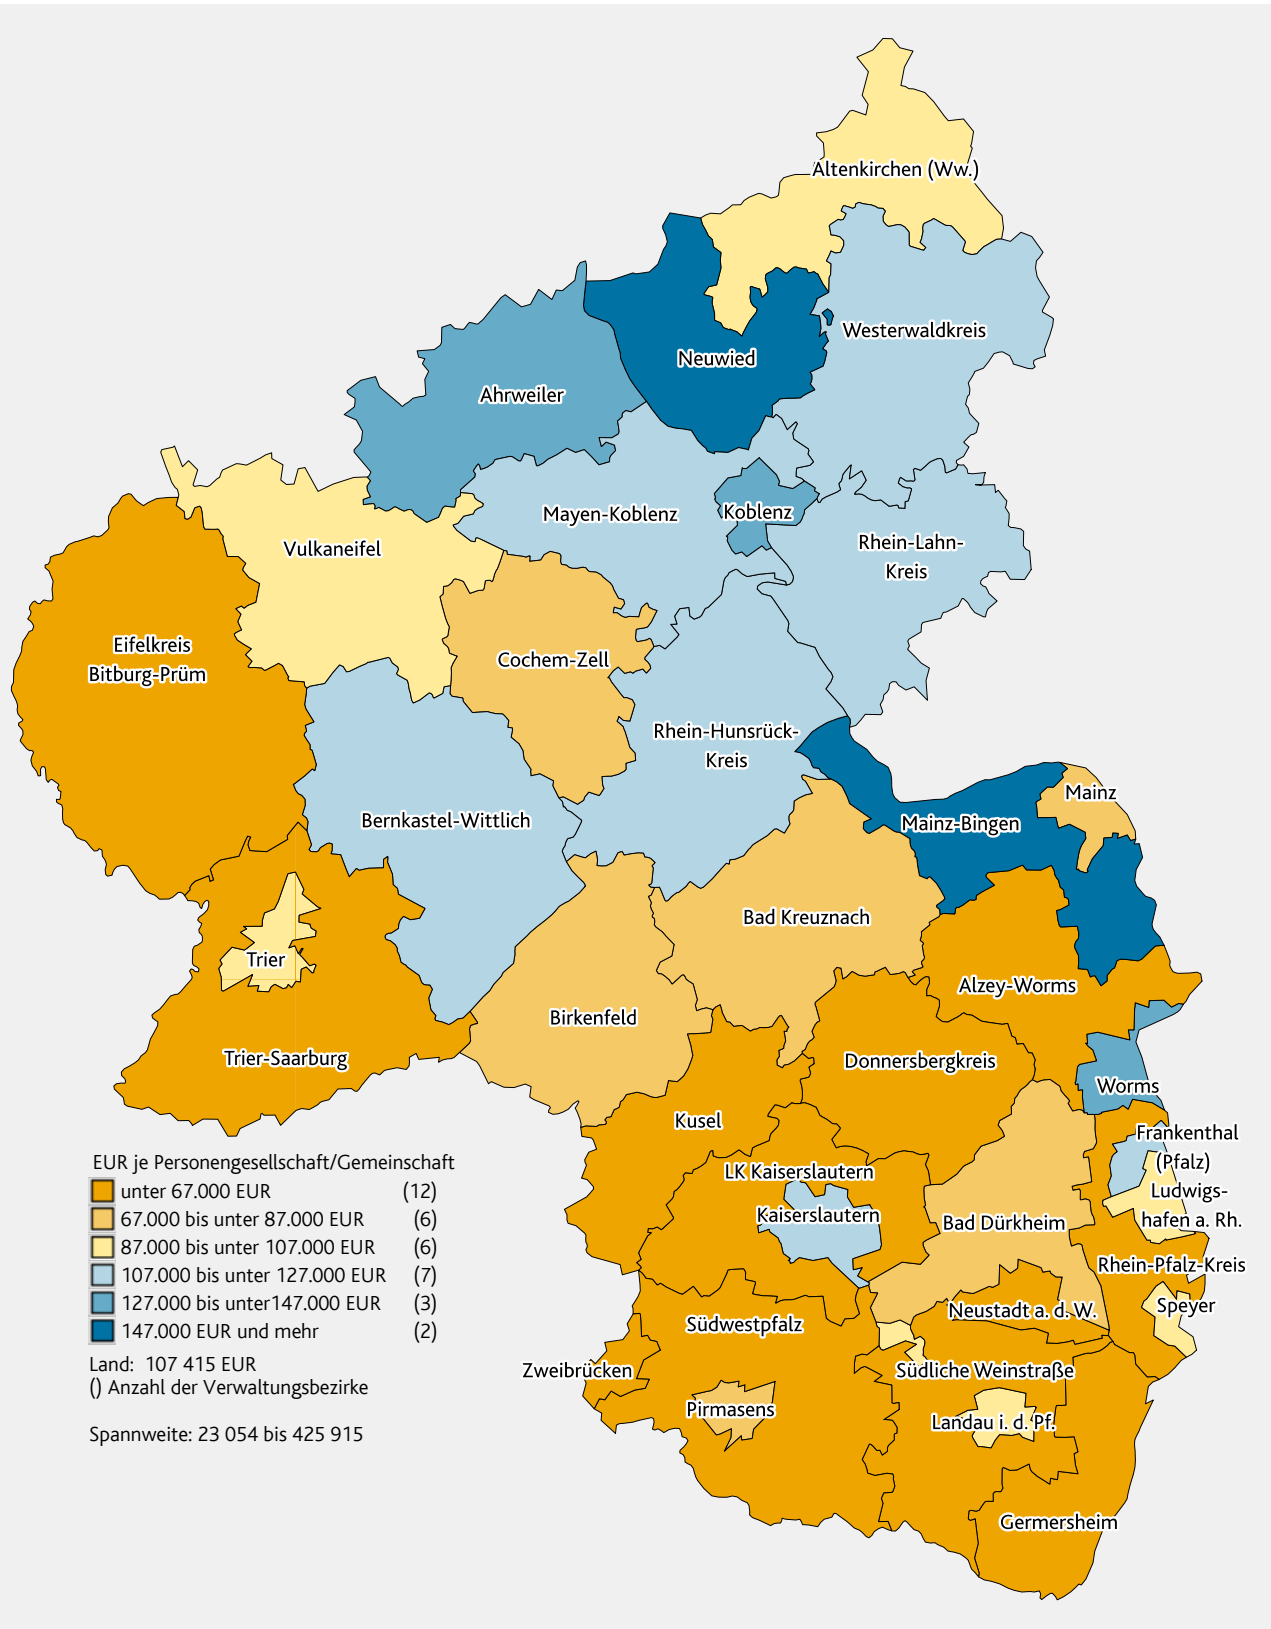 Altenkirchen (Ww.)
Westerwaldkreis
Neuwied
Ahrweiler
Mayen-Koblenz
Koblenz
Rhein-Lahn-
Kreis
Vulkaneifel
Eifelkreis
Bitburg-Prüm
Cochem-Zell
Rhein-Hunsrück-
Kreis
Mainz
Bernkastel-Wittlich
Mainz-Bingen
Bad Kreuznach
Trier
Alzey-Worms
Birkenfeld
Trier-Saarburg
Donnersbergkreis
Worms
Kusel
Frankenthal
(Pfalz)
LK Kaiserslautern
Ludwigs-
hafen a. Rh.
Kaiserslautern
Bad Dürkheim
Rhein-Pfalz-Kreis
Neustadt a. d. W.
Speyer
Südwestpfalz
Zweibrücken
Südliche Weinstraße
Pirmasens
Landau i. d. Pf.
Germersheim
EUR je Personengesellschaft/Gemeinschaft
unter 67.000 EUR (12)
67.000 bis unter 87.000 EUR (6)
87.000 bis unter 107.000 EUR (6)
107.000 bis unter 127.000 EUR (7)
127.000 bis unter147.000 EUR (3)
147.000 EUR und mehr (2)
Land: 107 415 EUR
() Anzahl der Verwaltungsbezirke
Spannweite: 23 054 bis 425 915